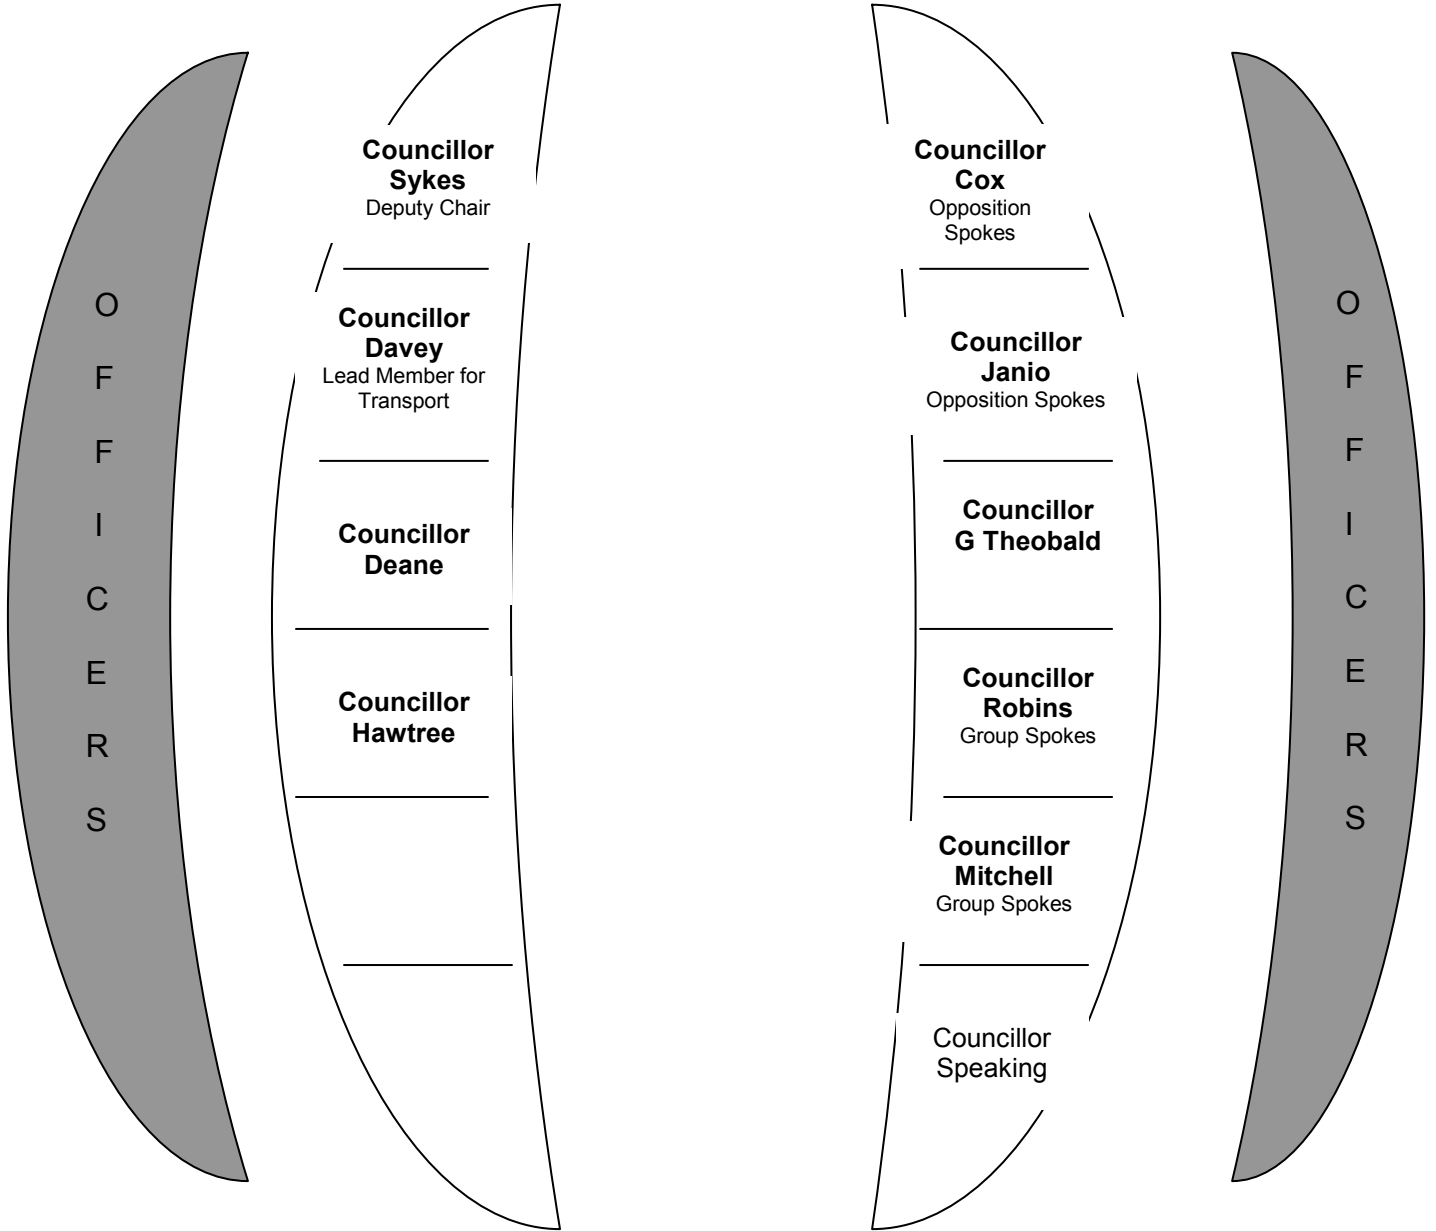 O
F
F
I
C
E
R
S
Councillor
Sykes
Deputy Chair
Councillor
Davey
Lead Member for
Transport
Councillor
Deane
Councillor
Hawtree
Councillor
Cox
Opposition
Spokes
Councillor
Janio
Opposition Spokes
Councillor
G Theobald
Councillor
Robins
Group Spokes
Councillor
Mitchell
Group Spokes
Councillor
Speaking
O
F
F
I
C
E
R
S